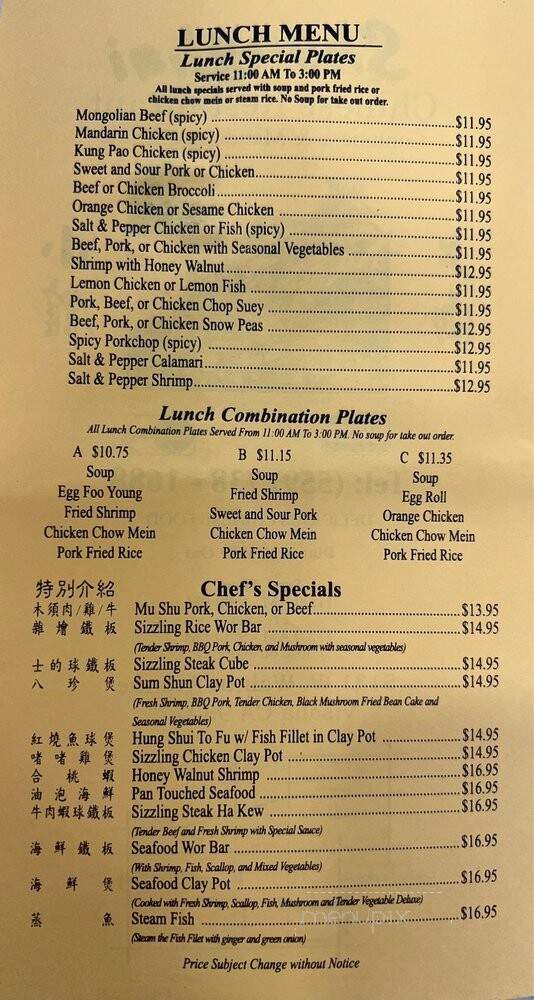 LUNCH MENU
Lunch Special Plates
Service 11:00 AM To 3:00 PM
All lunch specials served with soup and pork fried rice or
chicken chow mein or steam rice. No Soup for take out order.
Mongolian Beef (spicy) $11.95
Mandarin Chicken (spicy) $11.95
Kung Pao Chicken (spicy) $11.95
Sweet and Sour Pork or Chicken $11.95
Beef or Chicken Broccoli $11.95
Orange Chicken or Sesame Chicken $11.95
Salt & Pepper Chicken or Fish (spicy) $11.95
Beef, Pork, or Chicken with Seasonal Vegetables $11.95
Shrimp with Honey Walnut $12.95
Lemon Chicken or Lemon Fish $11.95
Pork, Beef, or Chicken Chop Suey $11.95
Beef, Pork, or Chicken Snow Peas $12.95
Spicy Porkchop (spicy) $12.95
Salt & Pepper Calamari $11.95
Salt & Pepper Shrimp $12.95
Lunch Combination Plates
All Lunch Combination Plates Served From 11:00 AM To 3:00 PM. No soup for take out order.
A $10.75 B $11.15 C $11.35
Soup Soup Soup
Egg Foo Young Fried Shrimp Egg Roll
Fried Shrimp Sweet and Sour Pork Orange Chicken
Chicken Chow Mein Chicken Chow Mein Chicken Chow Mein
Pork Fried Rice Pork Fried Rice Pork Fried Rice
特別介紹 Chef's Specials
木須肉/雞/牛 Mu Shu Pork, Chicken, or Beef $13.95
雜燴鐵板 Sizzling Rice Wor Bar $14.95
(Tender Shrimp, BBQ Pork, Chicken, and Mushroom with seasonal vegetables)
士的球鐵板 Sizzling Steak Cube $14.95
八珍煲 Sum Shun Clay Pot $14.95
(Fresh Shrimp, BBQ Pork, Tender Chicken, Black Mushroom Fried Bean Cake and
Seasonal Vegetables)
紅燒魚球煲 Hung Shui To Fu w/ Fish Fillet in Clay Pot $14.95
啫啫雞煲 Sizzling Chicken Clay Pot $14.95
合桃蝦 Honey Walnut Shrimp $16.95
油泡海鮮 Pan Touched Seafood $16.95
牛肉蝦球鐵板 Sizzling Steak Ha Kew $16.95
(Tender Beef and Fresh Shrimp with Special Sauce)
海鮮鐵板 Seafood Wor Bar $16.95
(With Shrimp, Fish, Scallop, and Mixed Vegetables)
海鮮煲 Seafood Clay Pot $16.95
(Cooked with Fresh Shrimp, Scallop, Fish, Mushroom and Tender Vegetable Deluxe)
蒸魚 Steam Fish $16.95
(Steam the Fish Filet with ginger and green onion)
Price Subject Change without Notice